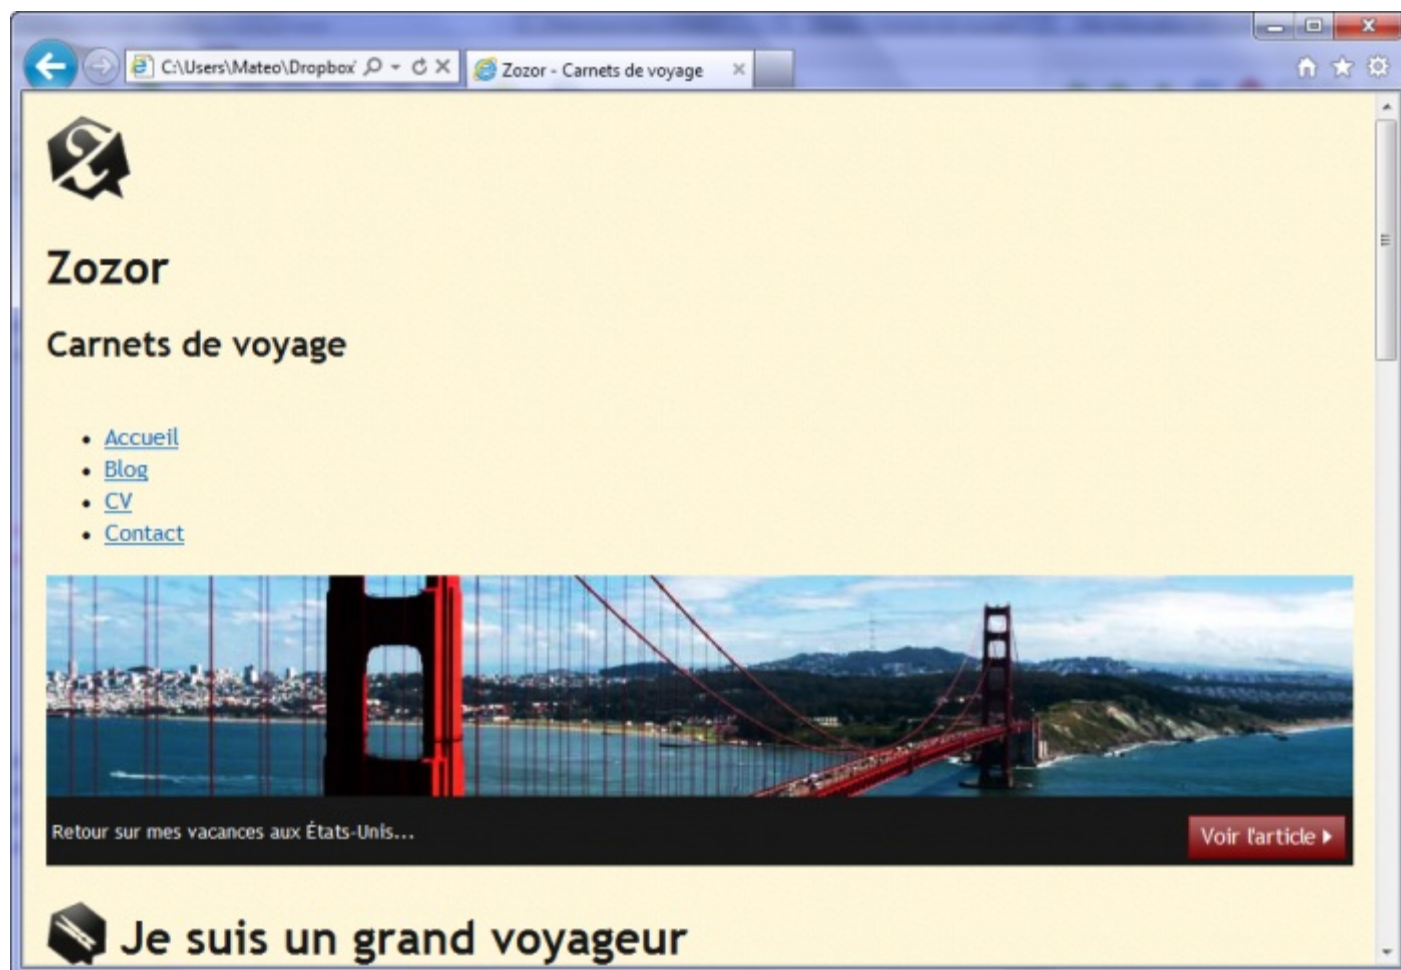 C:\Users\Mateo\Dropbox\
Zozor - Carnets de voyage
Zozor
Carnets de voyage
Accueil
Blog
CV
Contact
Retour sur mes vacances aux États-Unis...
Voir l'article
Je suis un grand voyageur